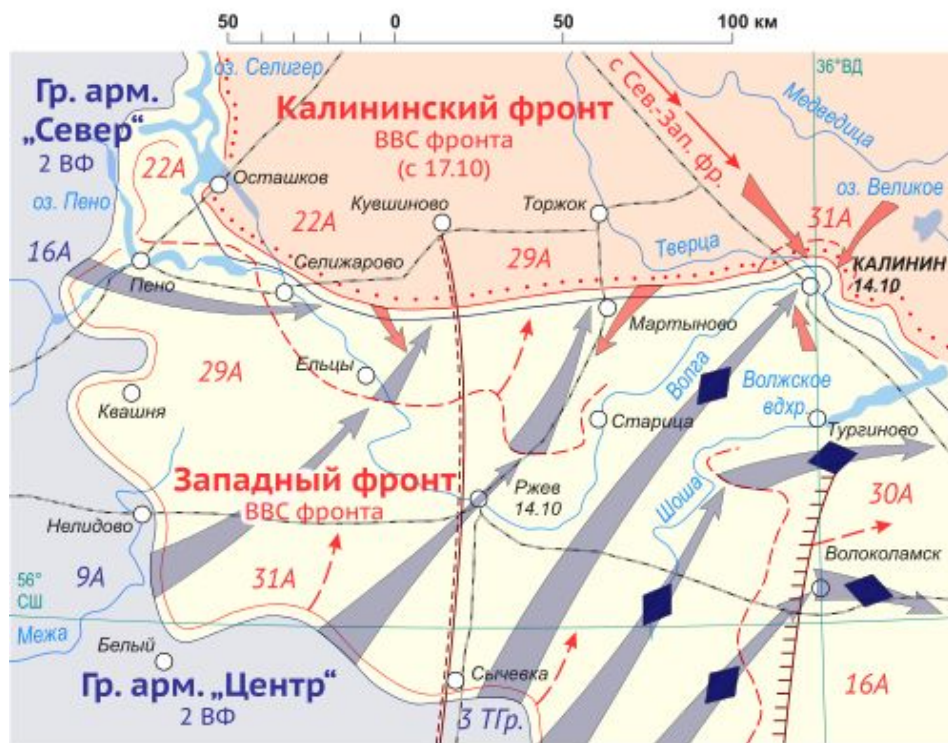 50 0 50 100 км
оз. Селигер
36°ВД
Гр. арм.
„Север“
2 ВФ
Калининский фронт
ВВС фронта
(с 17.10)
с Сев.-Зап. фр.
Медведица
22А
Осташков
оз. Пено
22А
Кувшиново
Торжок
оз. Великое
31А
16А
Селижарово
29А
Тверца
КАЛИНИН
14.10
Пено
Мартыново
Ельцы
Волга
29А
Волжское
вдхр.
Квашня
Старица
Тургиново
Западный фронт
ВВС фронта
Ржев
14.10
Шоша
30А
Нелидово
Волоколамск
9А
31А
56°
СШ
Межа
Белый
Сычевка
16А
Гр. арм. „Центр“
2 ВФ
3 ТГр.